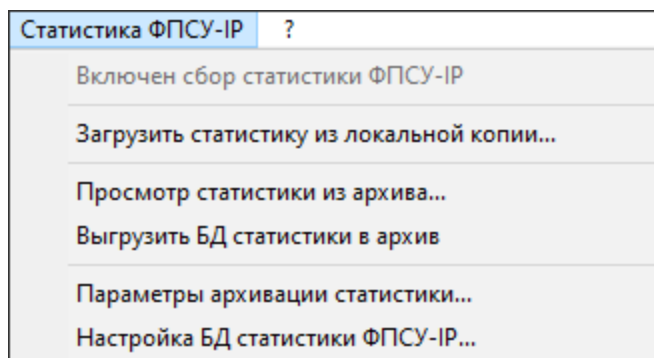 Статистика ФПСУ-IP ?
Включен сбор статистики ФПСУ-IP
Загрузить статистику из локальной копии...
Просмотр статистики из архива...
Выгрузить БД статистики в архив
Параметры архивации статистики...
Настройка БД статистики ФПСУ-IP...